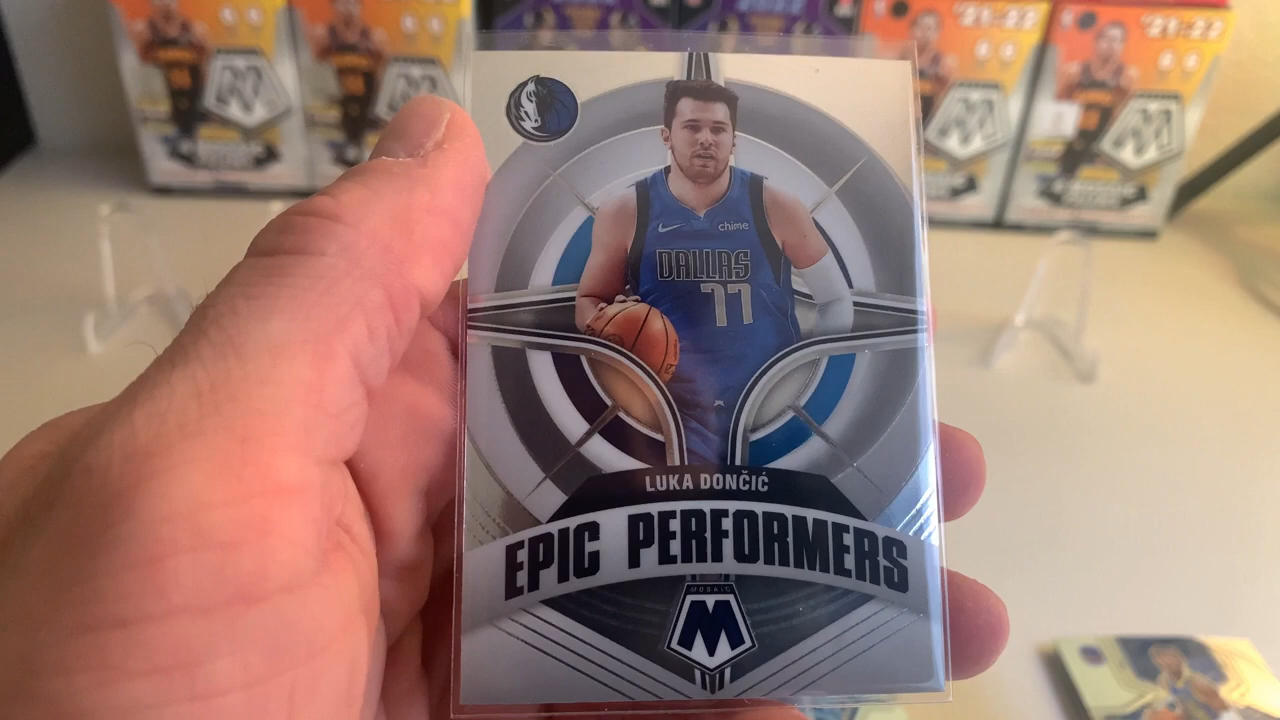 '21-22
'21-22
chime
DALLAS
77
LUKA DONČIĆ
EPIC PERFORMERS
MOSAIC
M